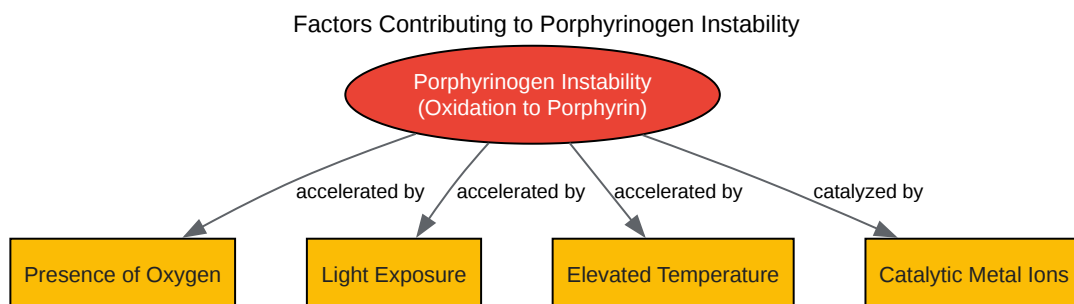 Factors Contributing to Porphyrinogen Instability
Porphyrinogen Instability
(Oxidation to Porphyrin)
accelerated by
accelerated by
accelerated by
catalyzed by
Presence of Oxygen
Light Exposure
Elevated Temperature
Catalytic Metal Ions